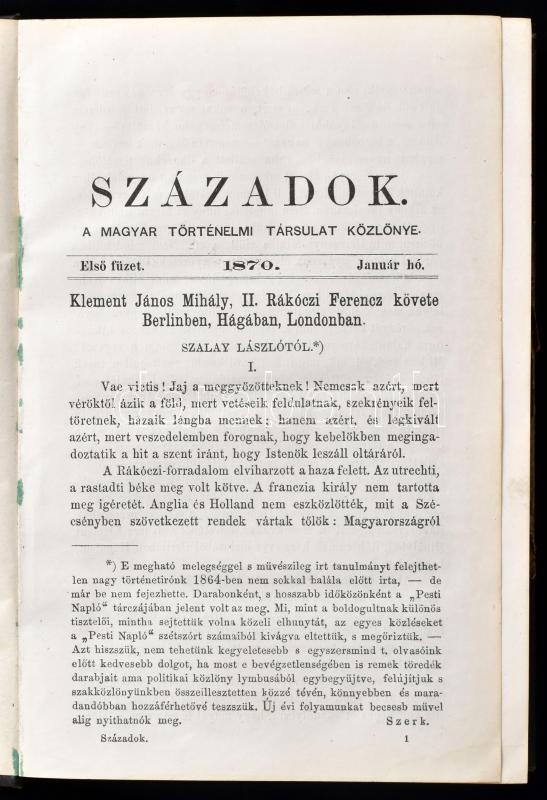 SZÁZADOK.
A MAGYAR TÖRTÉNELMI TÁRSULAT KÖZLÖNYE.
Első füzet. 1870. Január hó.
Klement János Mihály, II. Rákóczi Ferencz követe
Berlinben, Hágában, Londonban.
SZALAY LÁSZLÓTÓL.*)
I.
Vae victis! Jaj a meggyőzötteknek! Nemcsak azért, mert
véröktől ázik a föld, mert vetéseik feldulatnak, szekrényeik fel-
töretnek, házaik lángba mennek; hanem azért, és legkivált
azért, mert veszedelemben forognak, hogy kebelökben meginga-
doztatik a hit a szent iránt, hogy Istenök leszáll oltáráról.
A Rákóczi-forradalom elviharzott a haza felett. Az utrechti,
a rastadti béke meg volt kötve. A franczia király nem tartotta
meg igéretét. Anglia és Holland nem eszközlötték, mit a Szé-
csényben szövetkezett rendek vártak tőlök: Magyarországról
*) E megható melegséggel s művészileg irt tanulmányt felejthet-
len nagy történetirónk 1864-ben nem sokkal halála előtt irta, — de
már be nem fejezhette. Darabonként, s hosszabb időközönként a „Pesti
Napló“ tárczájában jelent volt az meg. Mi, mint a boldogultnak különös
tisztelői, mintha sejtettük volna közeli elhunytát, az egyes közléseket
a „Pesti Napló“ szétszórt számaiból kivágva eltettük, s megőriztük. —
Azt hiszszük, nem tehetünk kegyeletesebb s egyszersmind t. olvasóink
előtt kedvesebb dolgot, ha most e bevégzetlenségében is remek töredék
darabjait ama politikai közlöny lymbusából egybegyüjtve, felújítjuk s
szakközlönyünkben összeillesztetten közzé tévén, könnyebben és mara-
dandóbban hozzáférhetővé teszszük. Új évi folyamunkat becsesb művel
alig nyithatnók meg. Szerk.
Századok. 1